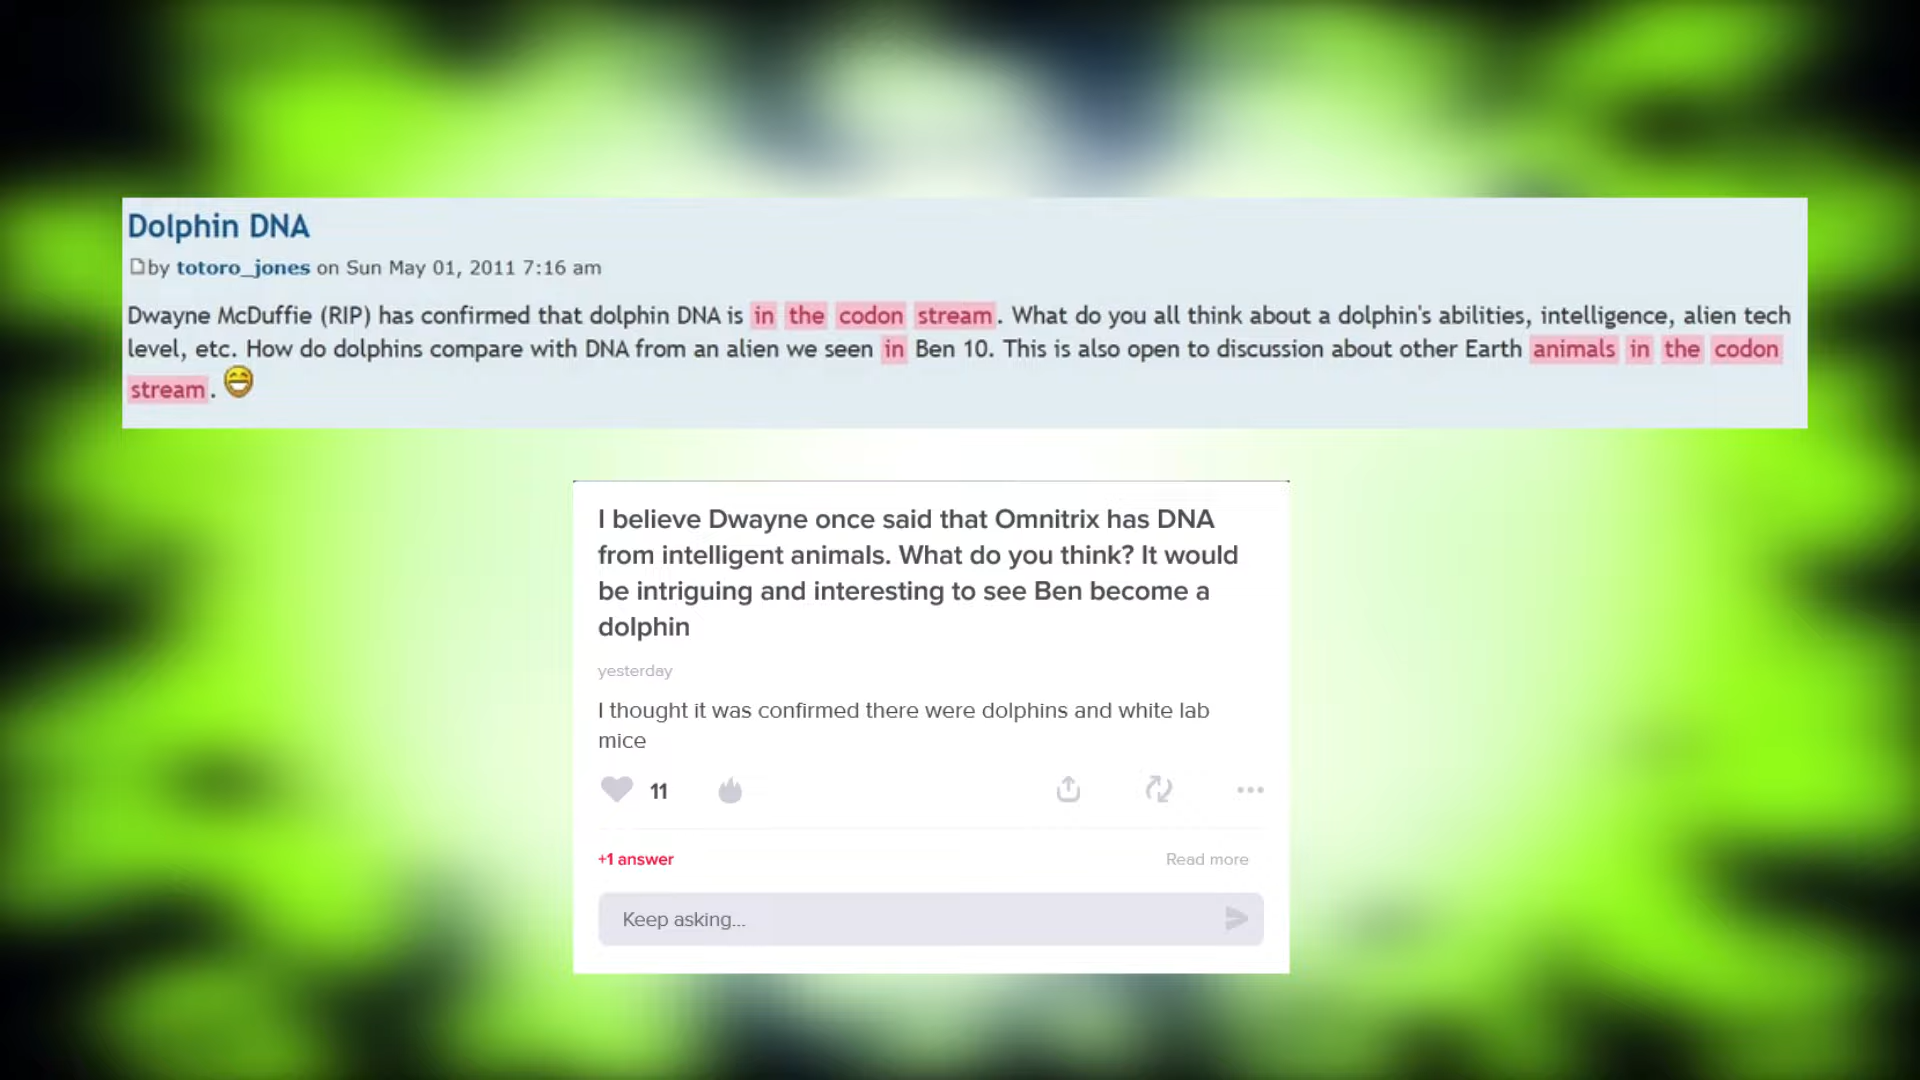 Dolphin DNA
by totoro_jones on Sun May 01, 2011 7:16 am
Dwayne McDuffie (RIP) has confirmed that dolphin DNA is in the codon stream. What do you all think about a dolphin's abilities, intelligence, alien tech
level, etc. How do dolphins compare with DNA from an alien we seen in Ben 10. This is also open to discussion about other Earth animals in the codon
stream.
I believe Dwayne once said that Omnitrix has DNA
from intelligent animals. What do you think? It would
be intriguing and interesting to see Ben become a
dolphin
yesterday
I thought it was confirmed there were dolphins and white lab
mice
11
+1 answer
Read more
Keep asking...